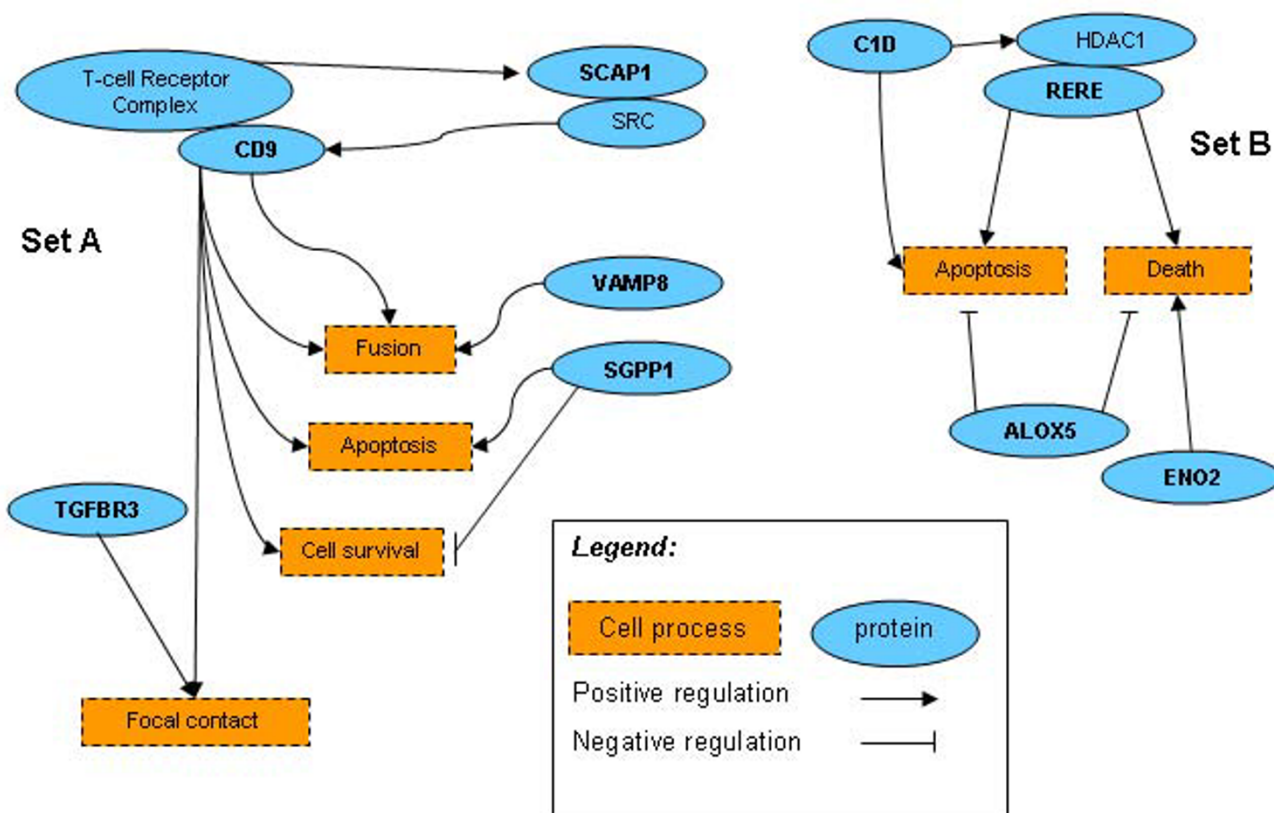 T-cell Receptor
Complex
SCAP1
SRC
CD9
Set A
VAMP8
Fusion
SGPP1
Apoptosis
TGFBR3
Cell survival
Focal contact
C1D
HDAC1
RERE
Set B
Apoptosis
Death
ALOX5
ENO2
Legend:
Cell process
protein
Positive regulation
Negative regulation